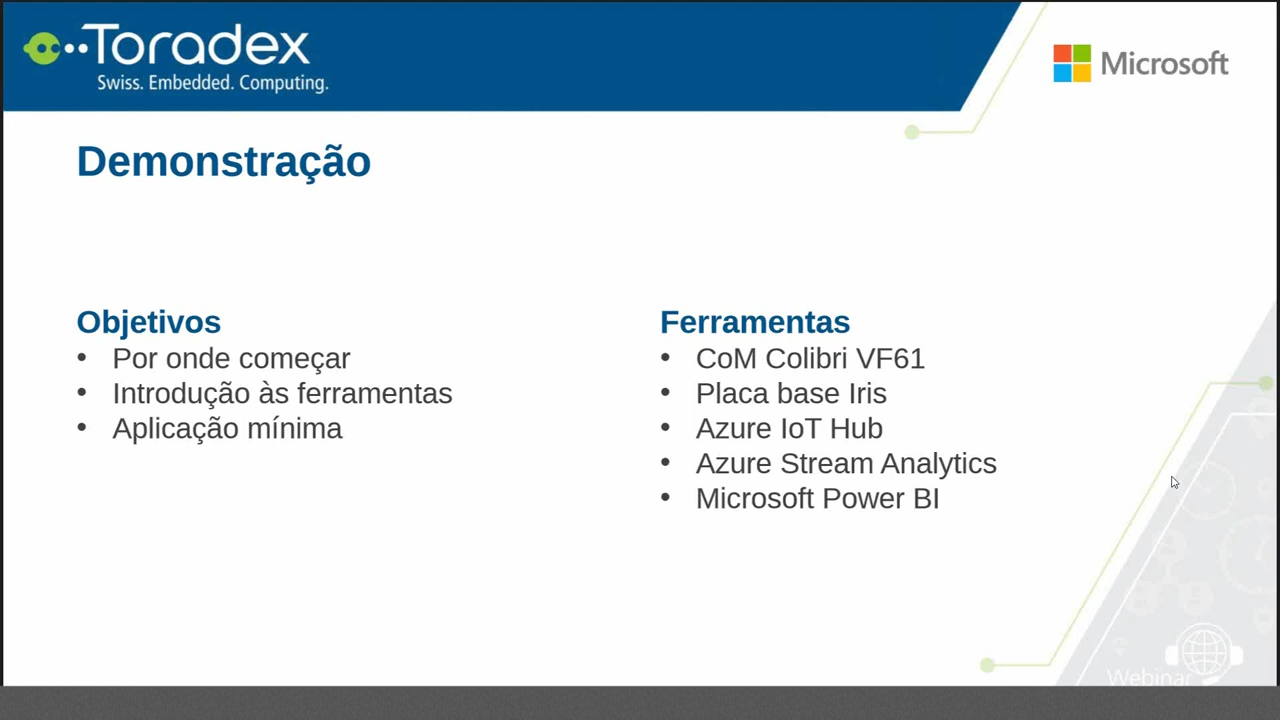 Toradex
Swiss. Embedded. Computing.
Microsoft
Demonstração
Objetivos
• Por onde começar
• Introdução às ferramentas
• Aplicação mínima
Ferramentas
• CoM Colibri VF61
• Placa base Iris
• Azure IoT Hub
• Azure Stream Analytics
• Microsoft Power BI
Webinar